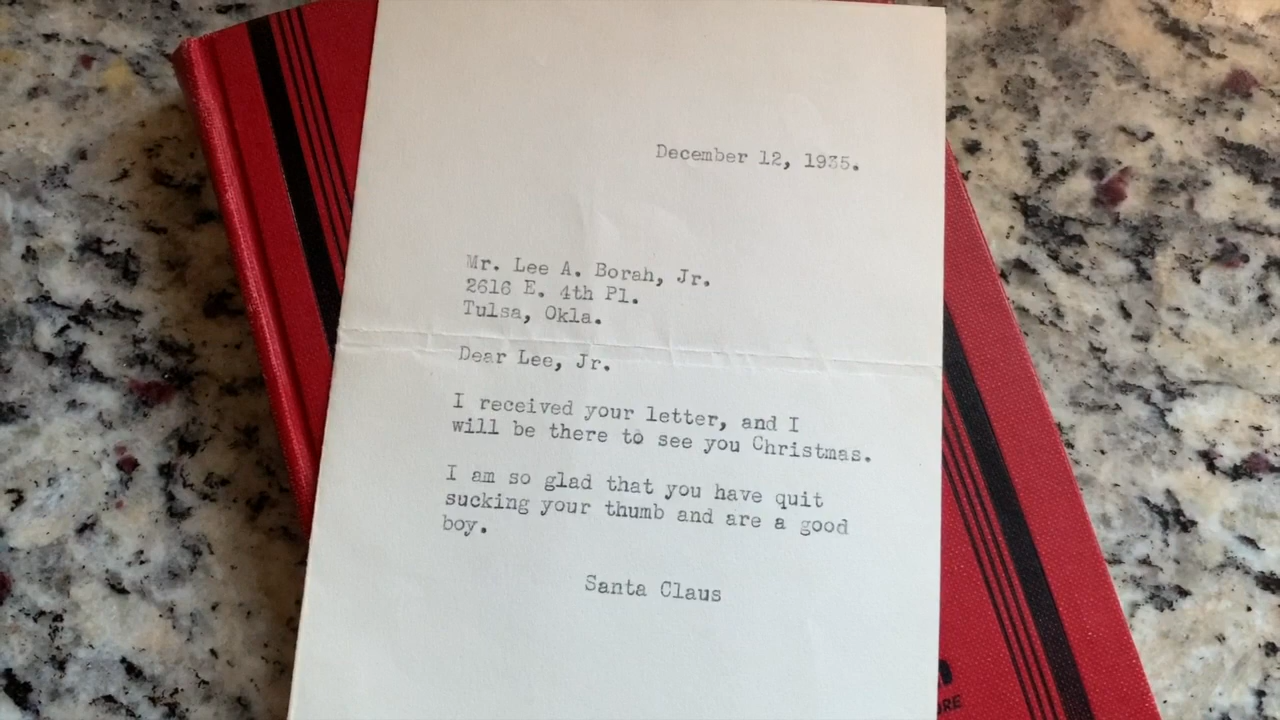 December 12, 1935.
Mr. Lee A. Borah, Jr.
2616 E. 4th Pl.
Tulsa, Okla.
Dear Lee, Jr.
I received your letter, and I
will be there to see you Christmas.
I am so glad that you have quit
sucking your thumb and are a good
boy.
Santa Claus